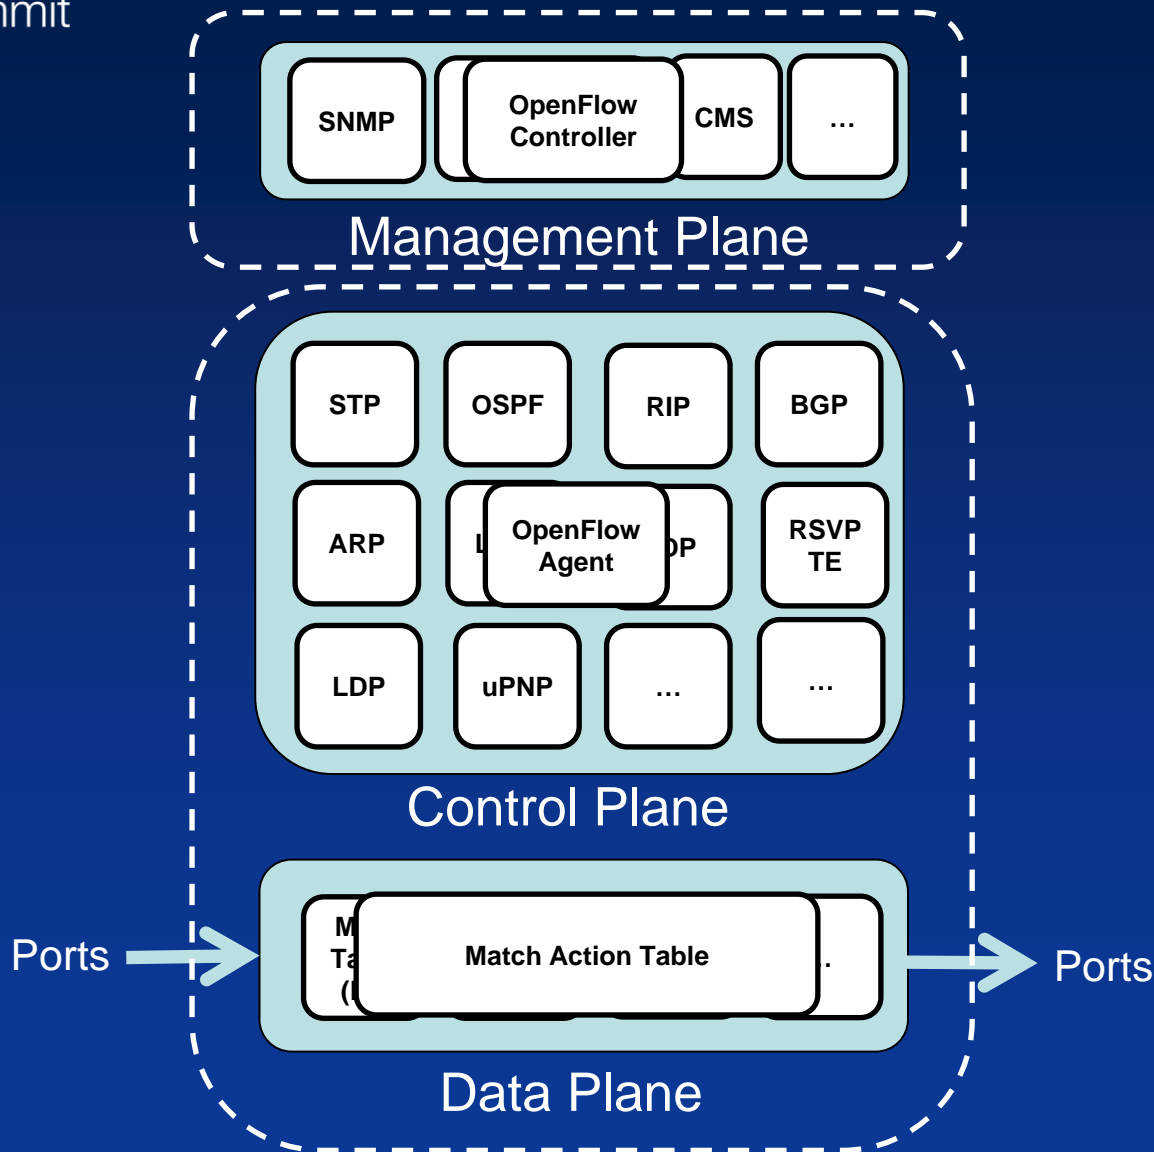 SNMP
OpenFlow
Controller
CMS
…
Management Plane
STP
OSPF
RIP
BGP
ARP
OpenFlow
Agent
RSVP
TE
LDP
uPNP
…
…
Control Plane
Ports
Match Action Table
Ports
Data Plane